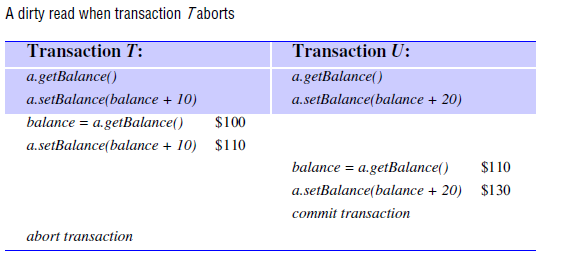 A dirty read when transaction T aborts
Transaction T: Transaction U:
a.getBalance() a.getBalance()
a.setBalance(balance + 10) a.setBalance(balance + 20)
balance = a.getBalance() $100
a.setBalance(balance + 10) $110
balance = a.getBalance() $110
a.setBalance(balance + 20) $130
commit transaction
abort transaction